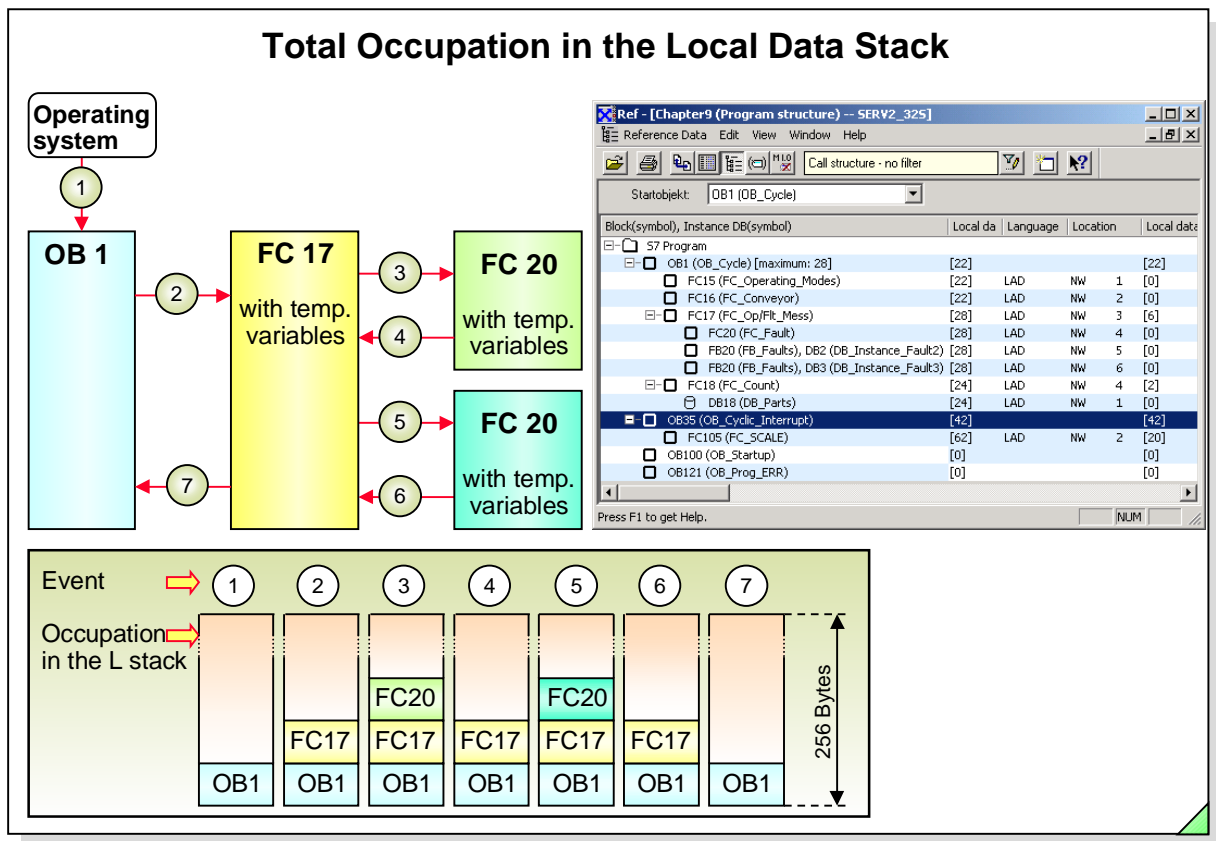 Total Occupation in the Local Data Stack
Operating
system
1
OB 1
2
FC 17
with temp.
variables
3
4
FC 20
with temp.
variables
5
6
FC 20
with temp.
variables
7
Ref - [Chapter9 (Program structure) -- SERV2_32S]
Reference Data Edit View Window Help
Call structure - no filter
Startobjekt: OB1 (OB_Cycle)
Block(symbol), Instance DB(symbol) Local da Language Location Local data
S7 Program
OB1 (OB_Cycle) [maximum: 28] [22] [22]
FC15 (FC_Operating_Modes) [22] LAD NW 1 [0]
FC16 (FC_Conveyor) [22] LAD NW 2 [0]
FC17 (FC_Op/Flt_Mess) [28] LAD NW 3 [6]
FC20 (FC_Fault) [28] LAD NW 4 [0]
FB20 (FB_Faults), DB2 (DB_Instance_Fault2) [28] LAD NW 5 [0]
FB20 (FB_Faults), DB3 (DB_Instance_Fault3) [28] LAD NW 6 [0]
FC18 (FC_Count) [24] LAD NW 4 [2]
DB18 (DB_Parts) [24] LAD NW 1 [0]
OB35 (OB_Cyclic_Interrupt) [42] [42]
FC105 (FC_SCALE) [62] LAD NW 2 [20]
OB100 (OB_Startup) [0] [0]
OB121 (OB_Prog_ERR) [0] [0]
Press F1 to get Help. NUM
Event 1 2 3 4 5 6 7
Occupation
in the L stack
FC20 FC20
FC17 FC17 FC17 FC17 FC17
OB1 OB1 OB1 OB1 OB1 OB1 OB1
256 Bytes